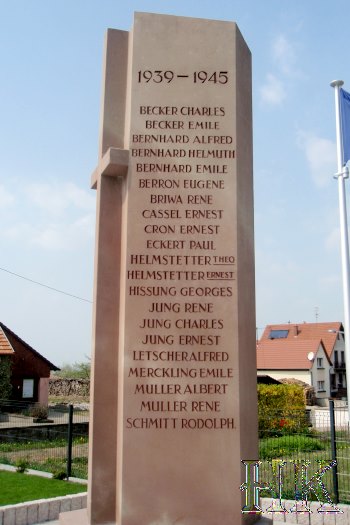 1939-1945
BECKER CHARLES
BECKER EMILE
BERNHARD ALFRED
BERNHARD HELMUTH
BERNHARD EMILE
BERRON EUGENE
BRIWA RENE
CASSEL ERNEST
CRON ERNEST
ECKERT PAUL
HELMSTETTER THEO
HELMSTETTER ERNEST
HISSUNG GEORGES
JUNG RENE
JUNG CHARLES
JUNG ERNEST
LETSCHER ALFRED
MERCKLING EMILE
MULLER ALBERT
MULLER RENE
SCHMITT RODOLPH.
HK